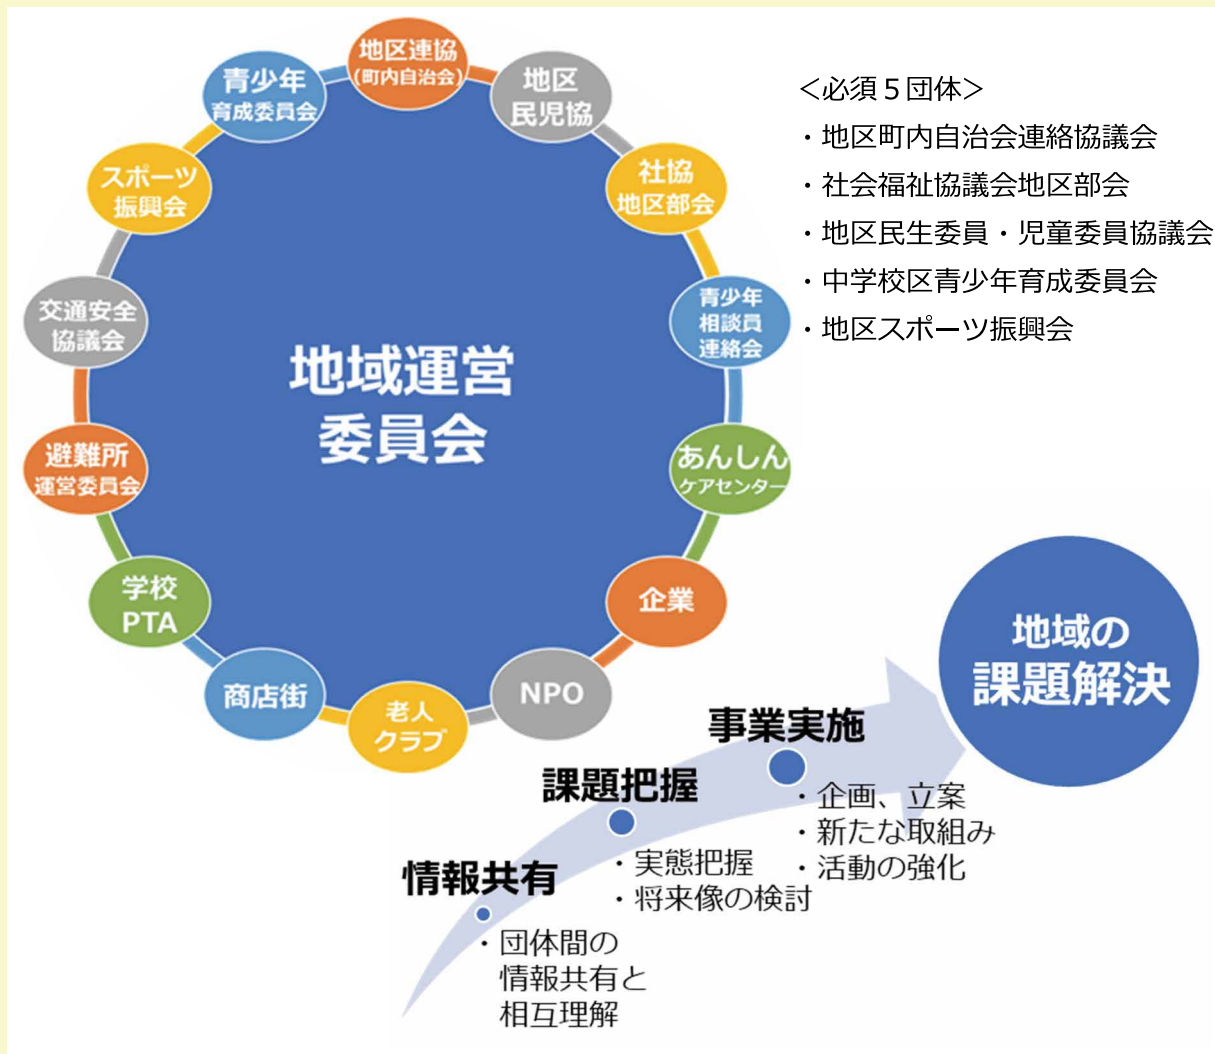 地区連協
(町内自治会)
地区
民児協
社協
地区部会
青少年
相談員
連絡会
あんしん
ケアセンター
企業
NPO
老人
クラブ
商店街
学校
PTA
避難所
運営委員会
交通安全
協議会
スポーツ
振興会
青少年
育成委員会
地域運営
委員会
＜必須５団体＞
・地区町内自治会連絡協議会
・社会福祉協議会地区部会
・地区民生委員・児童委員協議会
・中学校区青少年育成委員会
・地区スポーツ振興会
情報共有
・団体間の
情報共有と
相互理解
課題把握
・実態把握
・将来像の検討
事業実施
・企画、立案
・新たな取組み
・活動の強化
地域の
課題解決